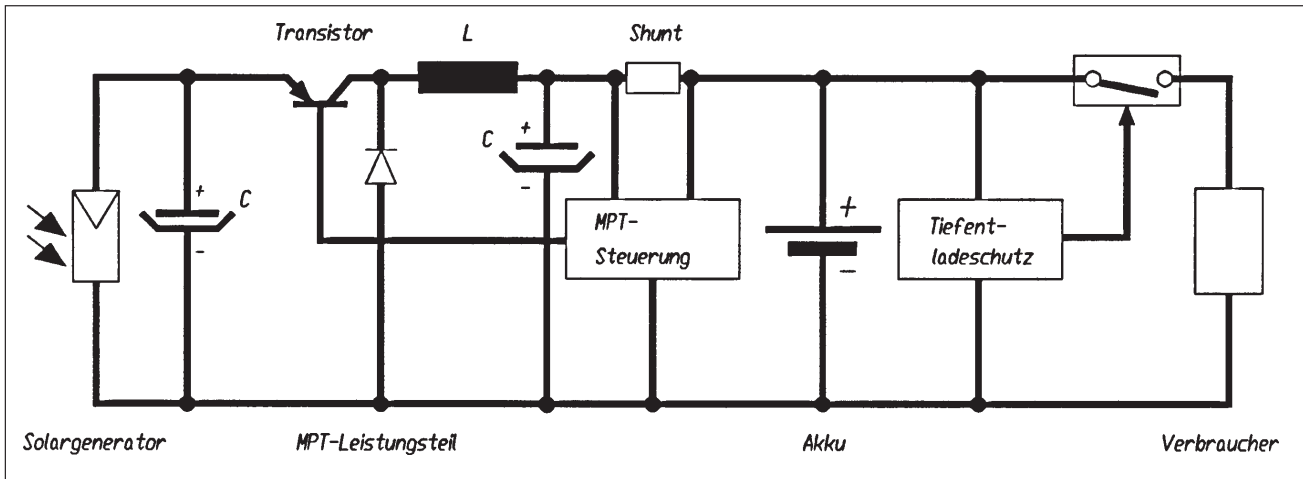 Transistor
L
Shunt
+
C
-
+
C
-
MPT-
Steuerung
+
-
Tiefent-
ladeschutz
Solargenerator
MPT-Leistungsteil
Akku
Verbraucher